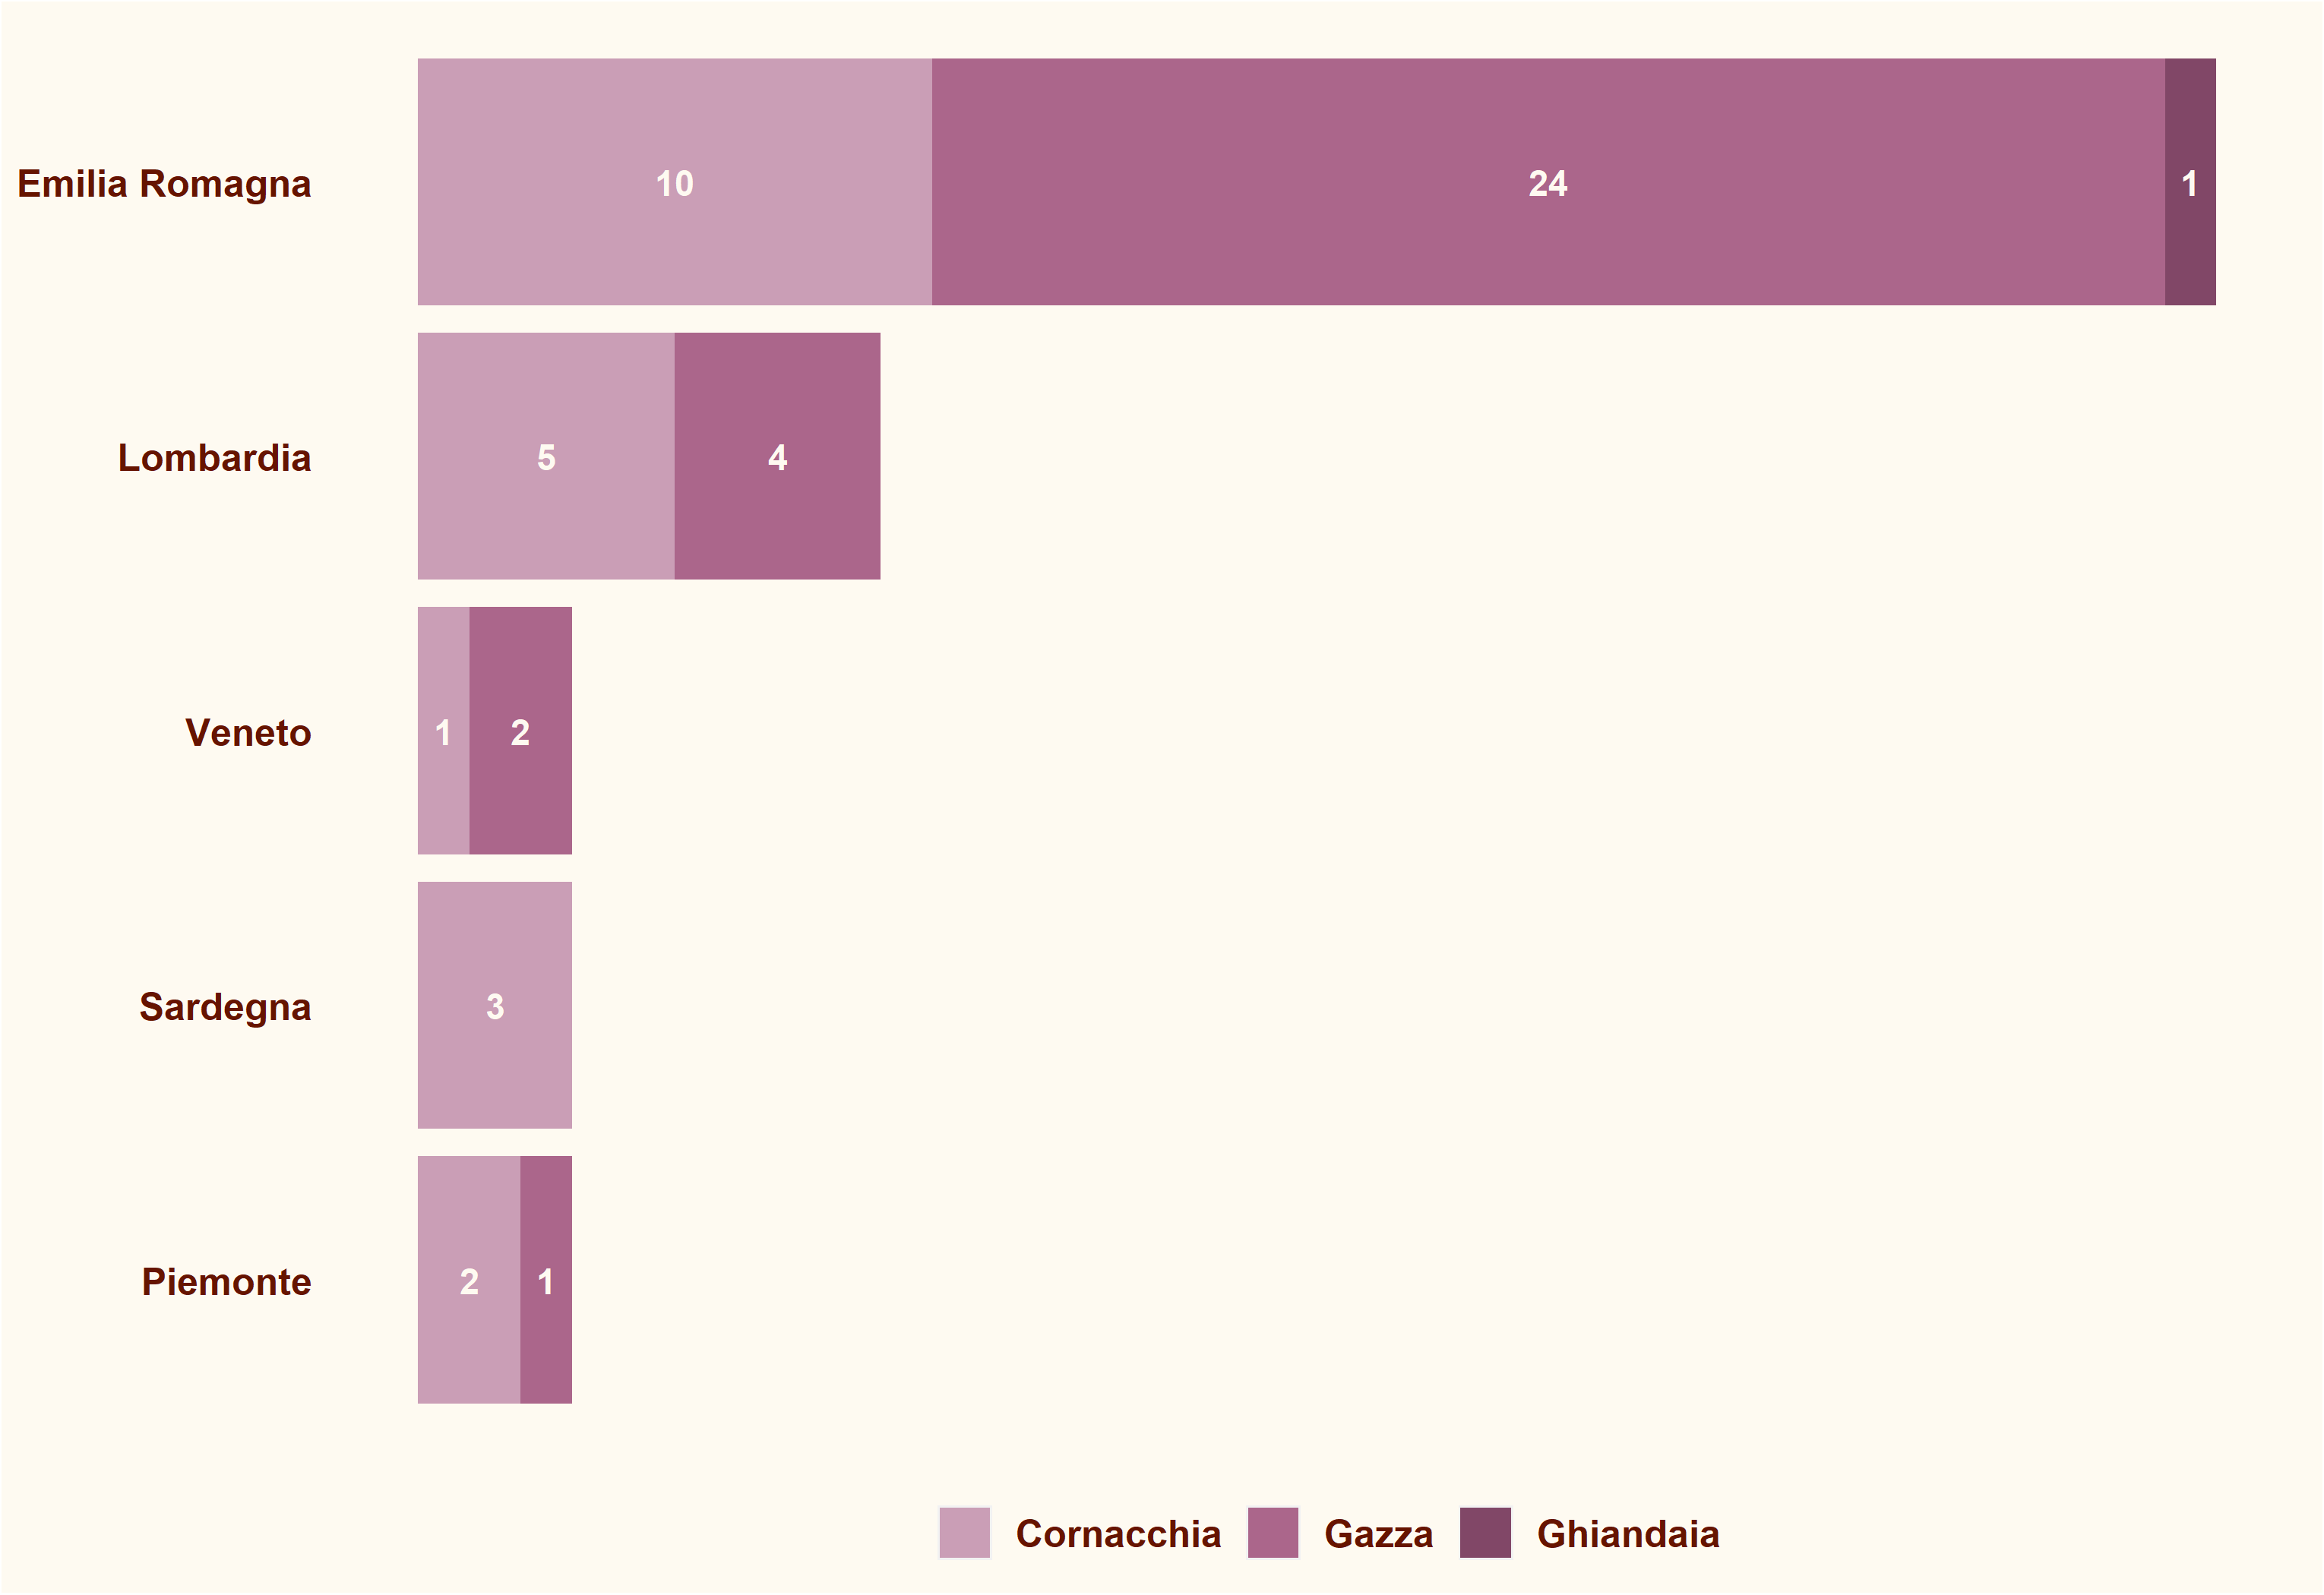 Emilia Romagna 10 24 1
Lombardia 5 4
Veneto 1 2
Sardegna 3
Piemonte 2 1
Cornacchia Gazza Ghiandaia